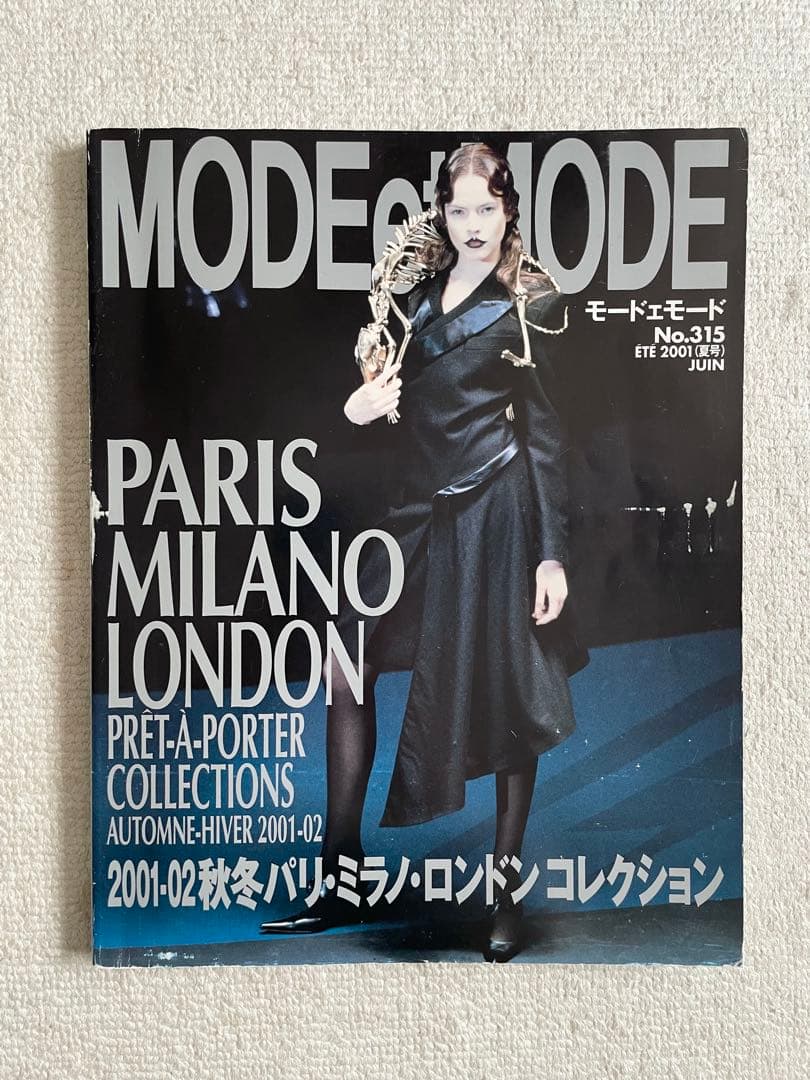 MODE et MODE
モードェモード
No.315
ÉTÉ 2001(夏号)
JUIN
PARIS
MILANO
LONDON
PRÊT-À-PORTER
COLLECTIONS
AUTOMNE-HIVER 2001-02
2001-02秋冬パリ・ミラノ・ロンドン コレクション